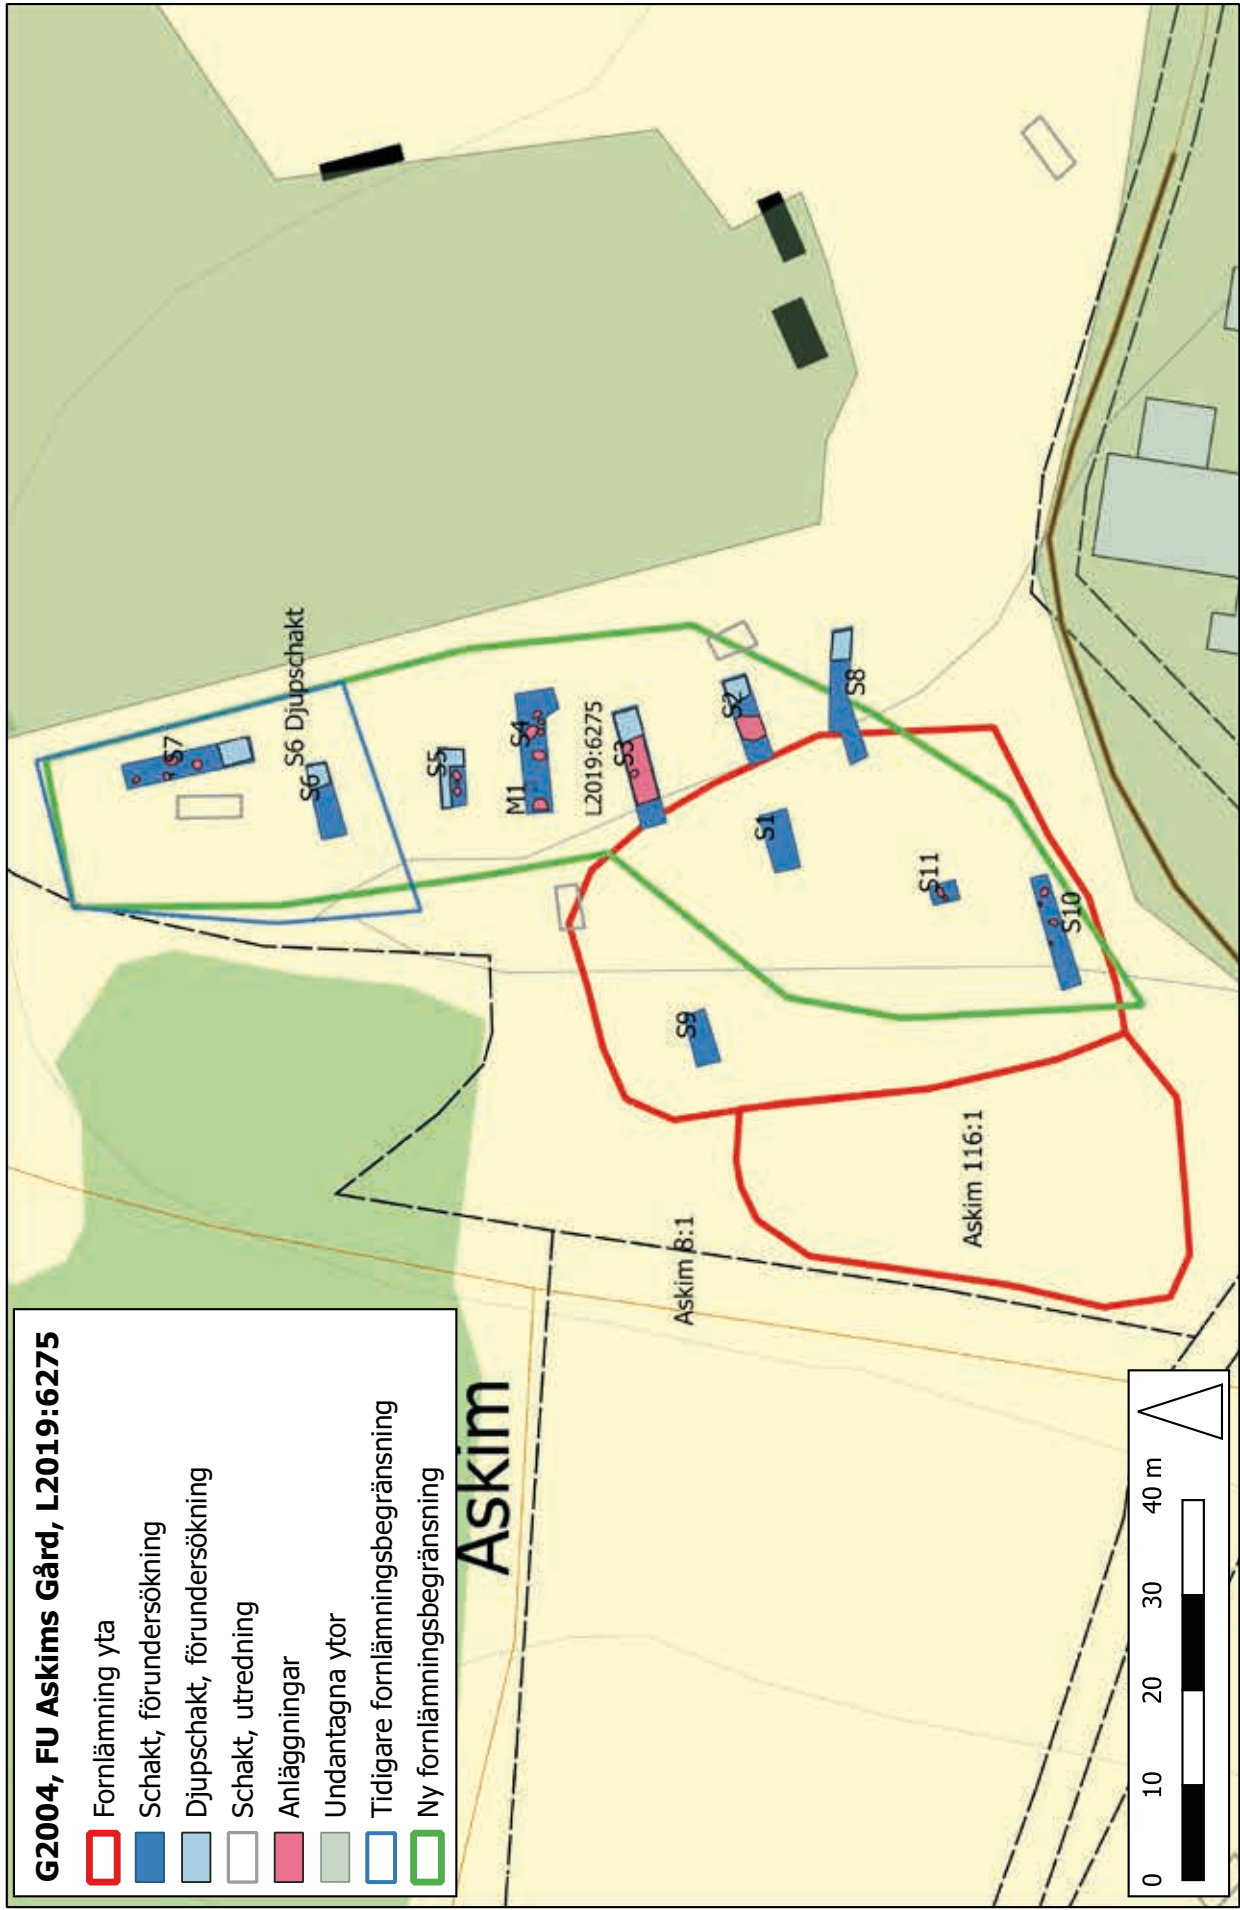 G2004, FU Askims Gård, L2019:6275
Fornlämning yta
Schakt, förundersökning
Djupschakt, förundersökning
Schakt, utredning
Anläggningar
Undantagna ytor
Tidigare fornlämningsbegränsning
Ny fornlämningsbegränsning
Askim
S7
S6 Djupschakt
S6
S5
S4
M1
L2019:6275
S3
S2
S8
S1
S11
S10
S9
Askim 8:1
Askim 116:1
0 10 20 30 40 m